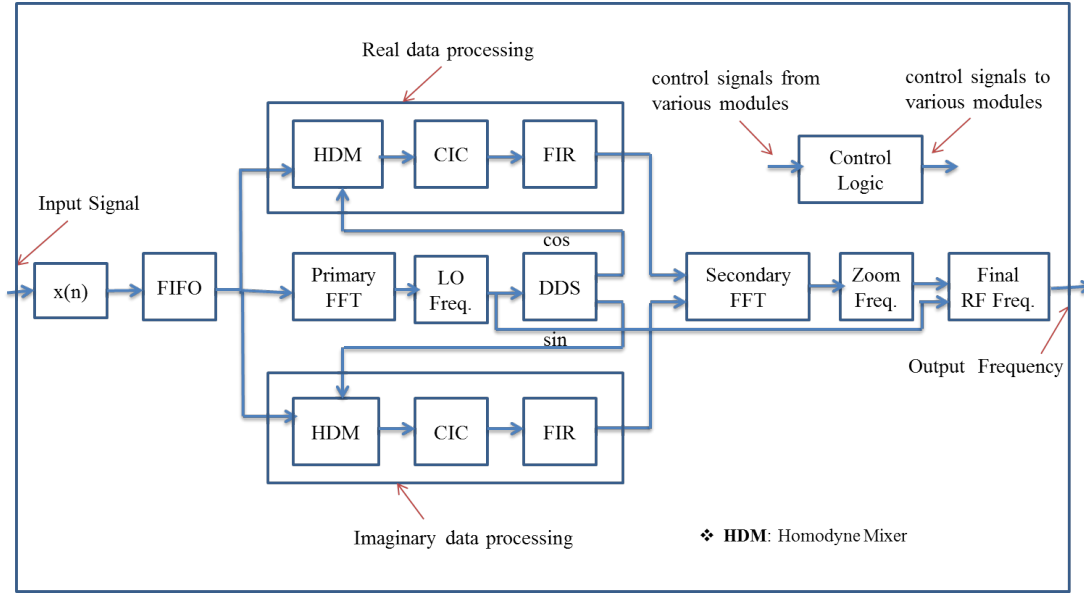 Real data processing
control signals from
various modules
control signals to
various modules
HDM
CIC
FIR
Control
Logic
Input Signal
cos
x(n)
FIFO
Primary
FFT
LO
Freq.
DDS
Secondary
FFT
Zoom
Freq.
Final
RF Freq.
sin
Output Frequency
HDM
CIC
FIR
Imaginary data processing
❖ HDM: Homodyne Mixer